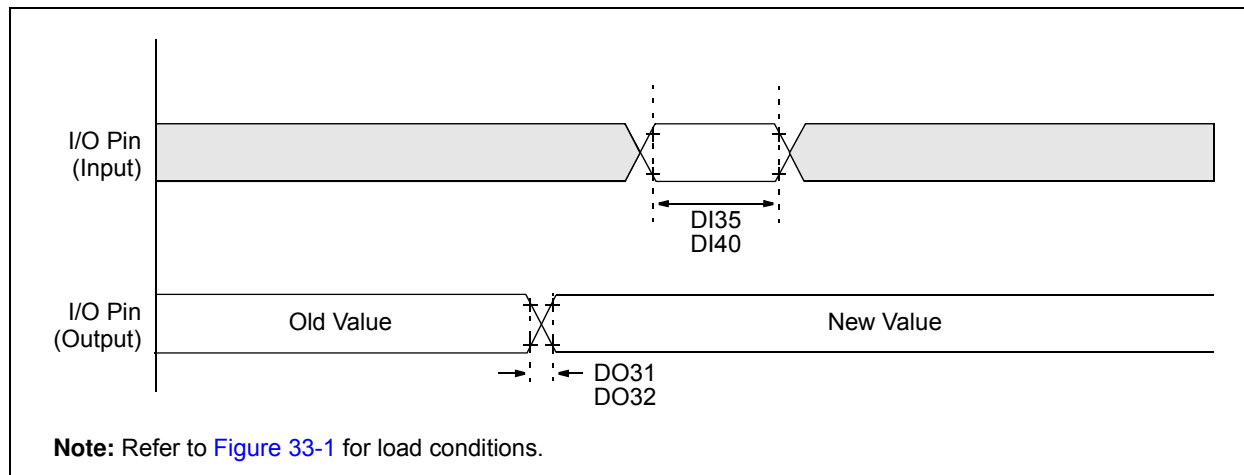 I/O Pin
(Input)
DI35
DI40
I/O Pin
(Output)
Old Value
New Value
DO31
DO32
Note: Refer to Figure 33-1 for load conditions.